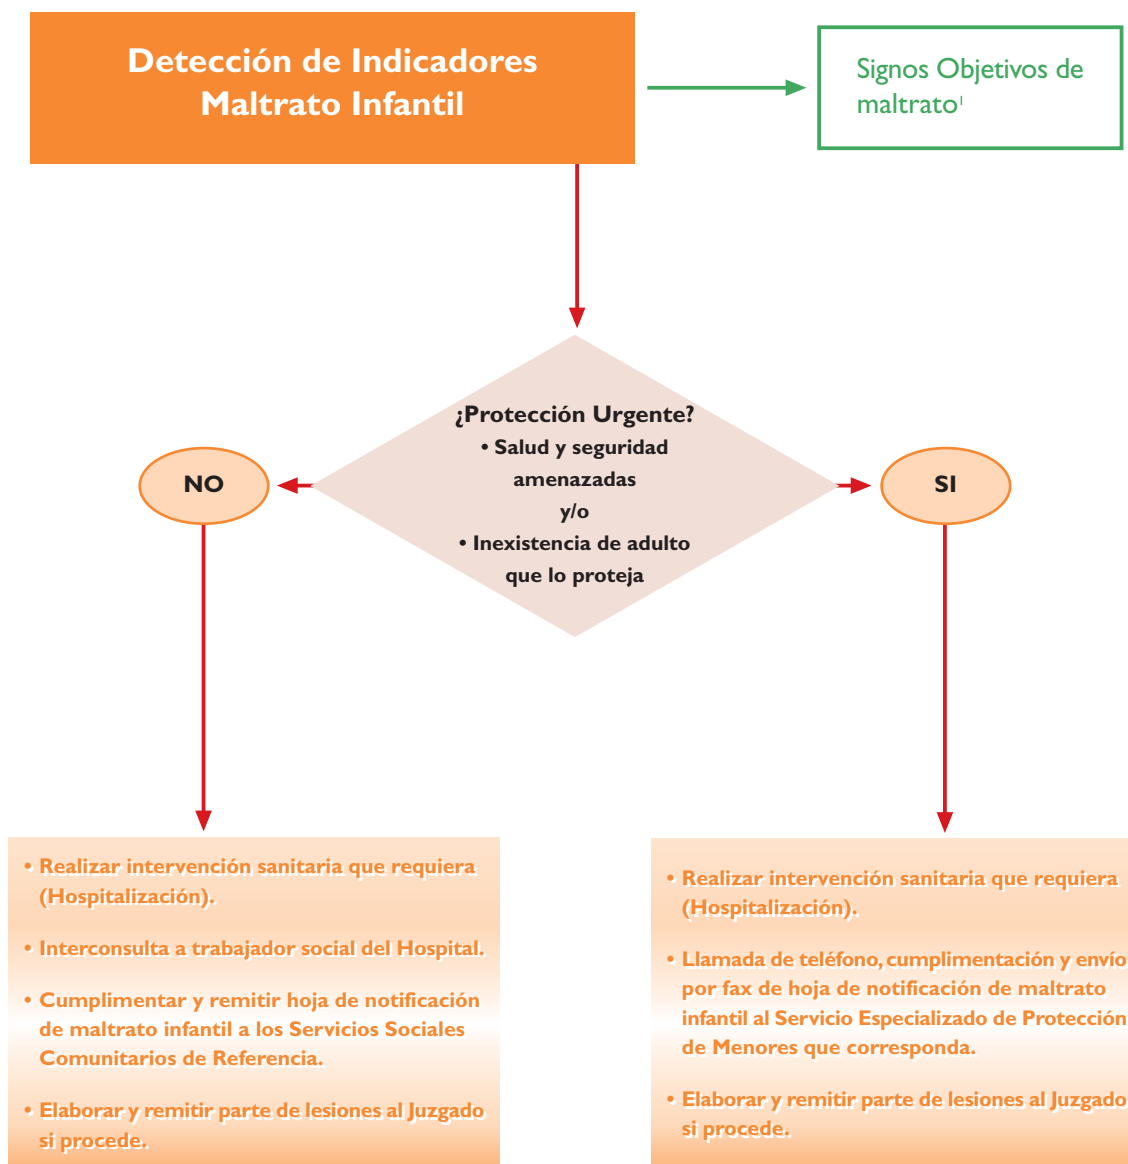 Detección de Indicadores
Maltrato Infantil
Signos Objetivos de
maltrato¹
¿Protección Urgente?
• Salud y seguridad
amenazadas
y/o
• Inexistencia de adulto
que lo proteja
NO
SI
• Realizar intervención sanitaria que requiera
(Hospitalización).
• Interconsulta a trabajador social del Hospital.
• Cumplimentar y remitir hoja de notificación
de maltrato infantil a los Servicios Sociales
Comunitarios de Referencia.
• Elaborar y remitir parte de lesiones al Juzgado
si procede.
• Realizar intervención sanitaria que requiera
(Hospitalización).
• Llamada de teléfono, cumplimentación y envío
por fax de hoja de notificación de maltrato
infantil al Servicio Especializado de Protección
de Menores que corresponda.
• Elaborar y remitir parte de lesiones al Juzgado
si procede.